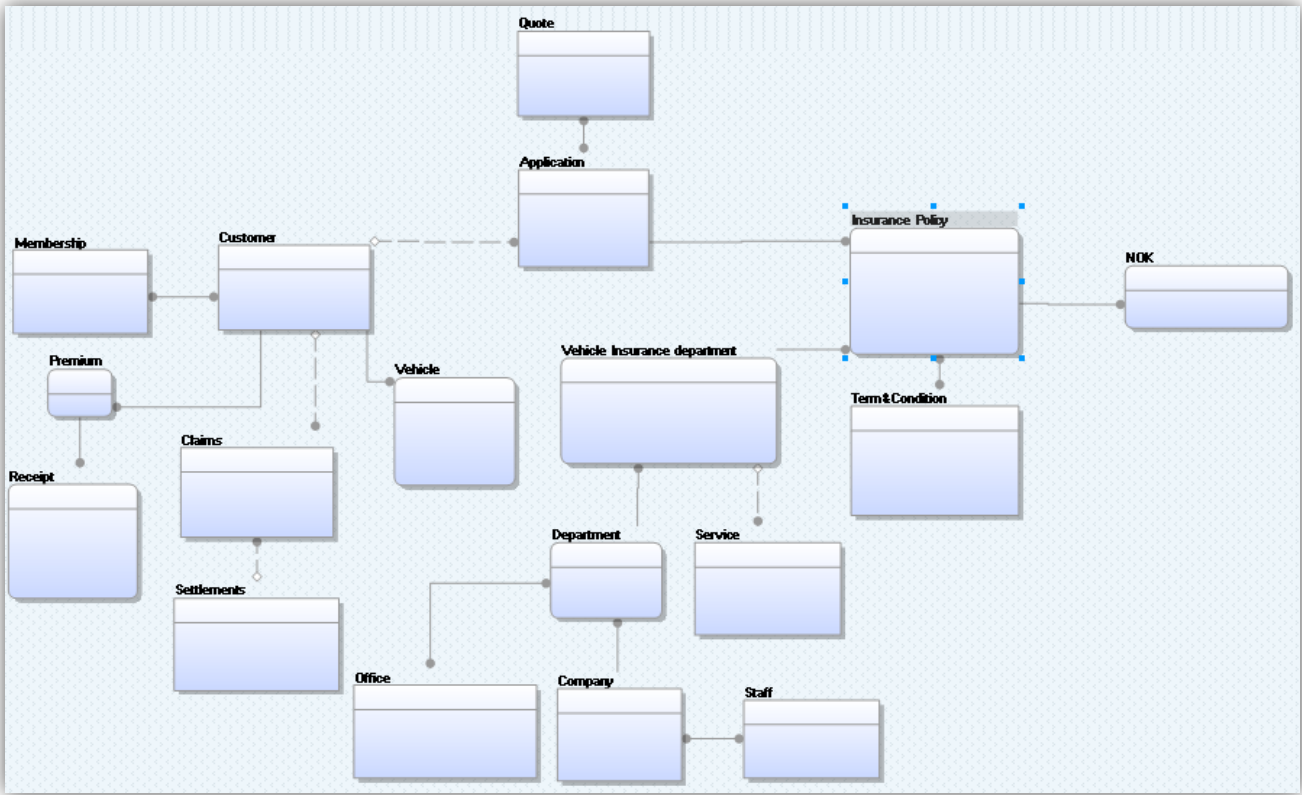 Quote
Application
Insurance Policy
Membership
Customer
NOK
Vehicle Insurance department
Premium
Vehicle
Term&Condition
Claims
Receipt
Department
Service
Settlements
Office
Company
Staff